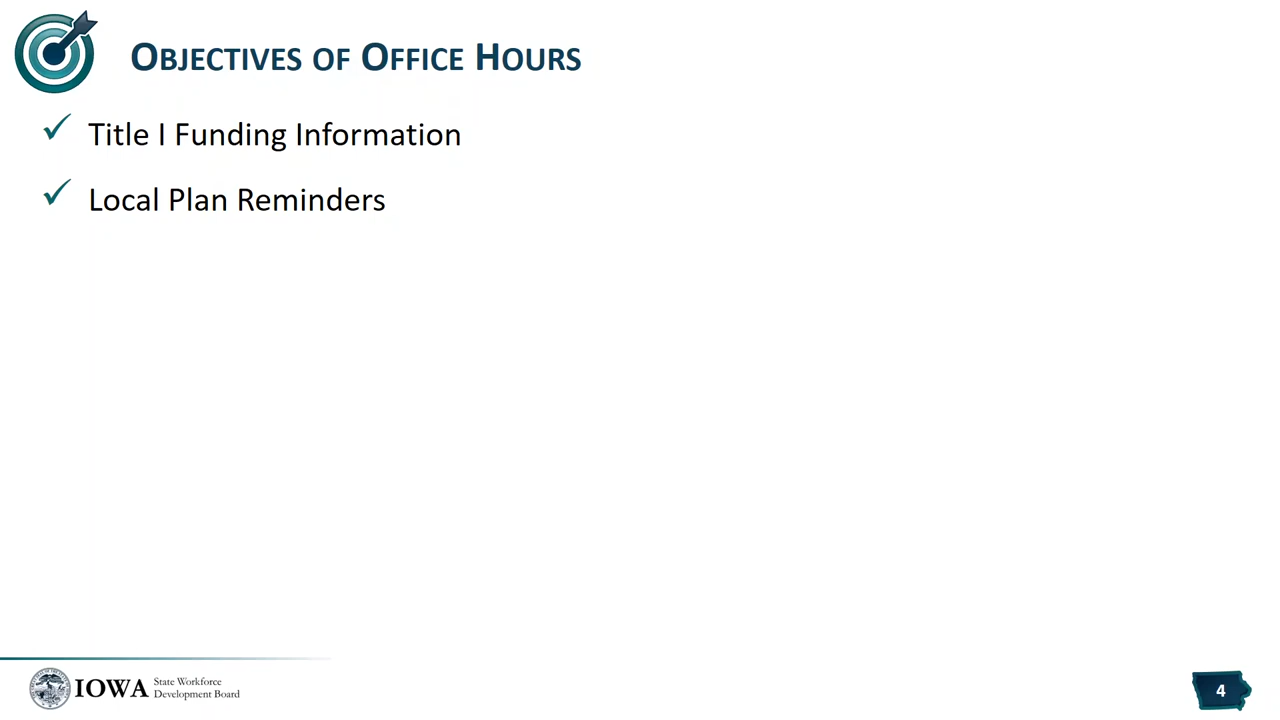 Objectives of Office Hours
✓ Title I Funding Information
✓ Local Plan Reminders
IOWA State Workforce
Development Board
4